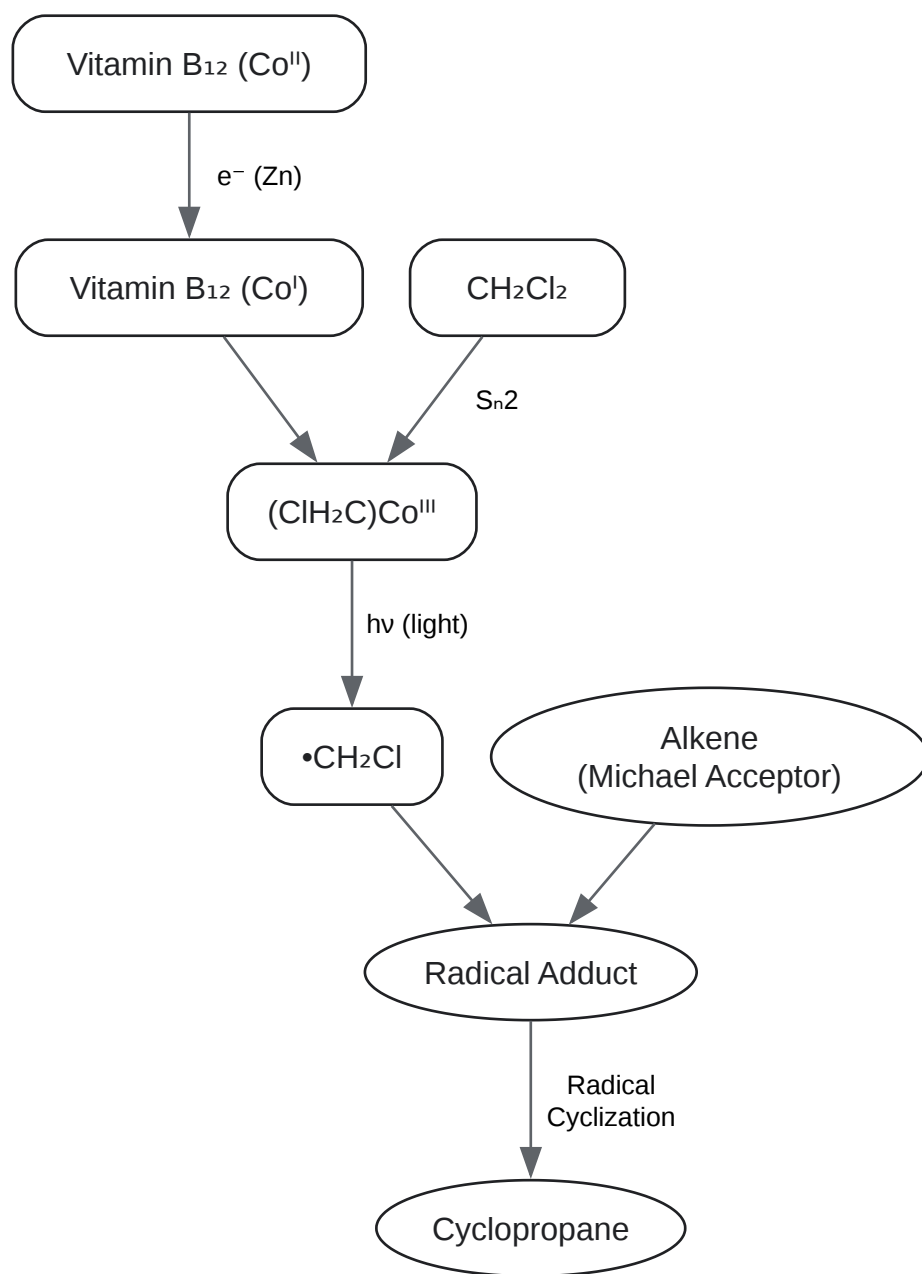 Vitamin B₁₂ (Coᴵᴵ)
e⁻ (Zn)
Vitamin B₁₂ (Coᴵ)
CH₂Cl₂
Sₙ2
(ClH₂C)Coᴵᴵᴵ
hν (light)
•CH₂Cl
Alkene
(Michael Acceptor)
Radical Adduct
Radical
Cyclization
Cyclopropane